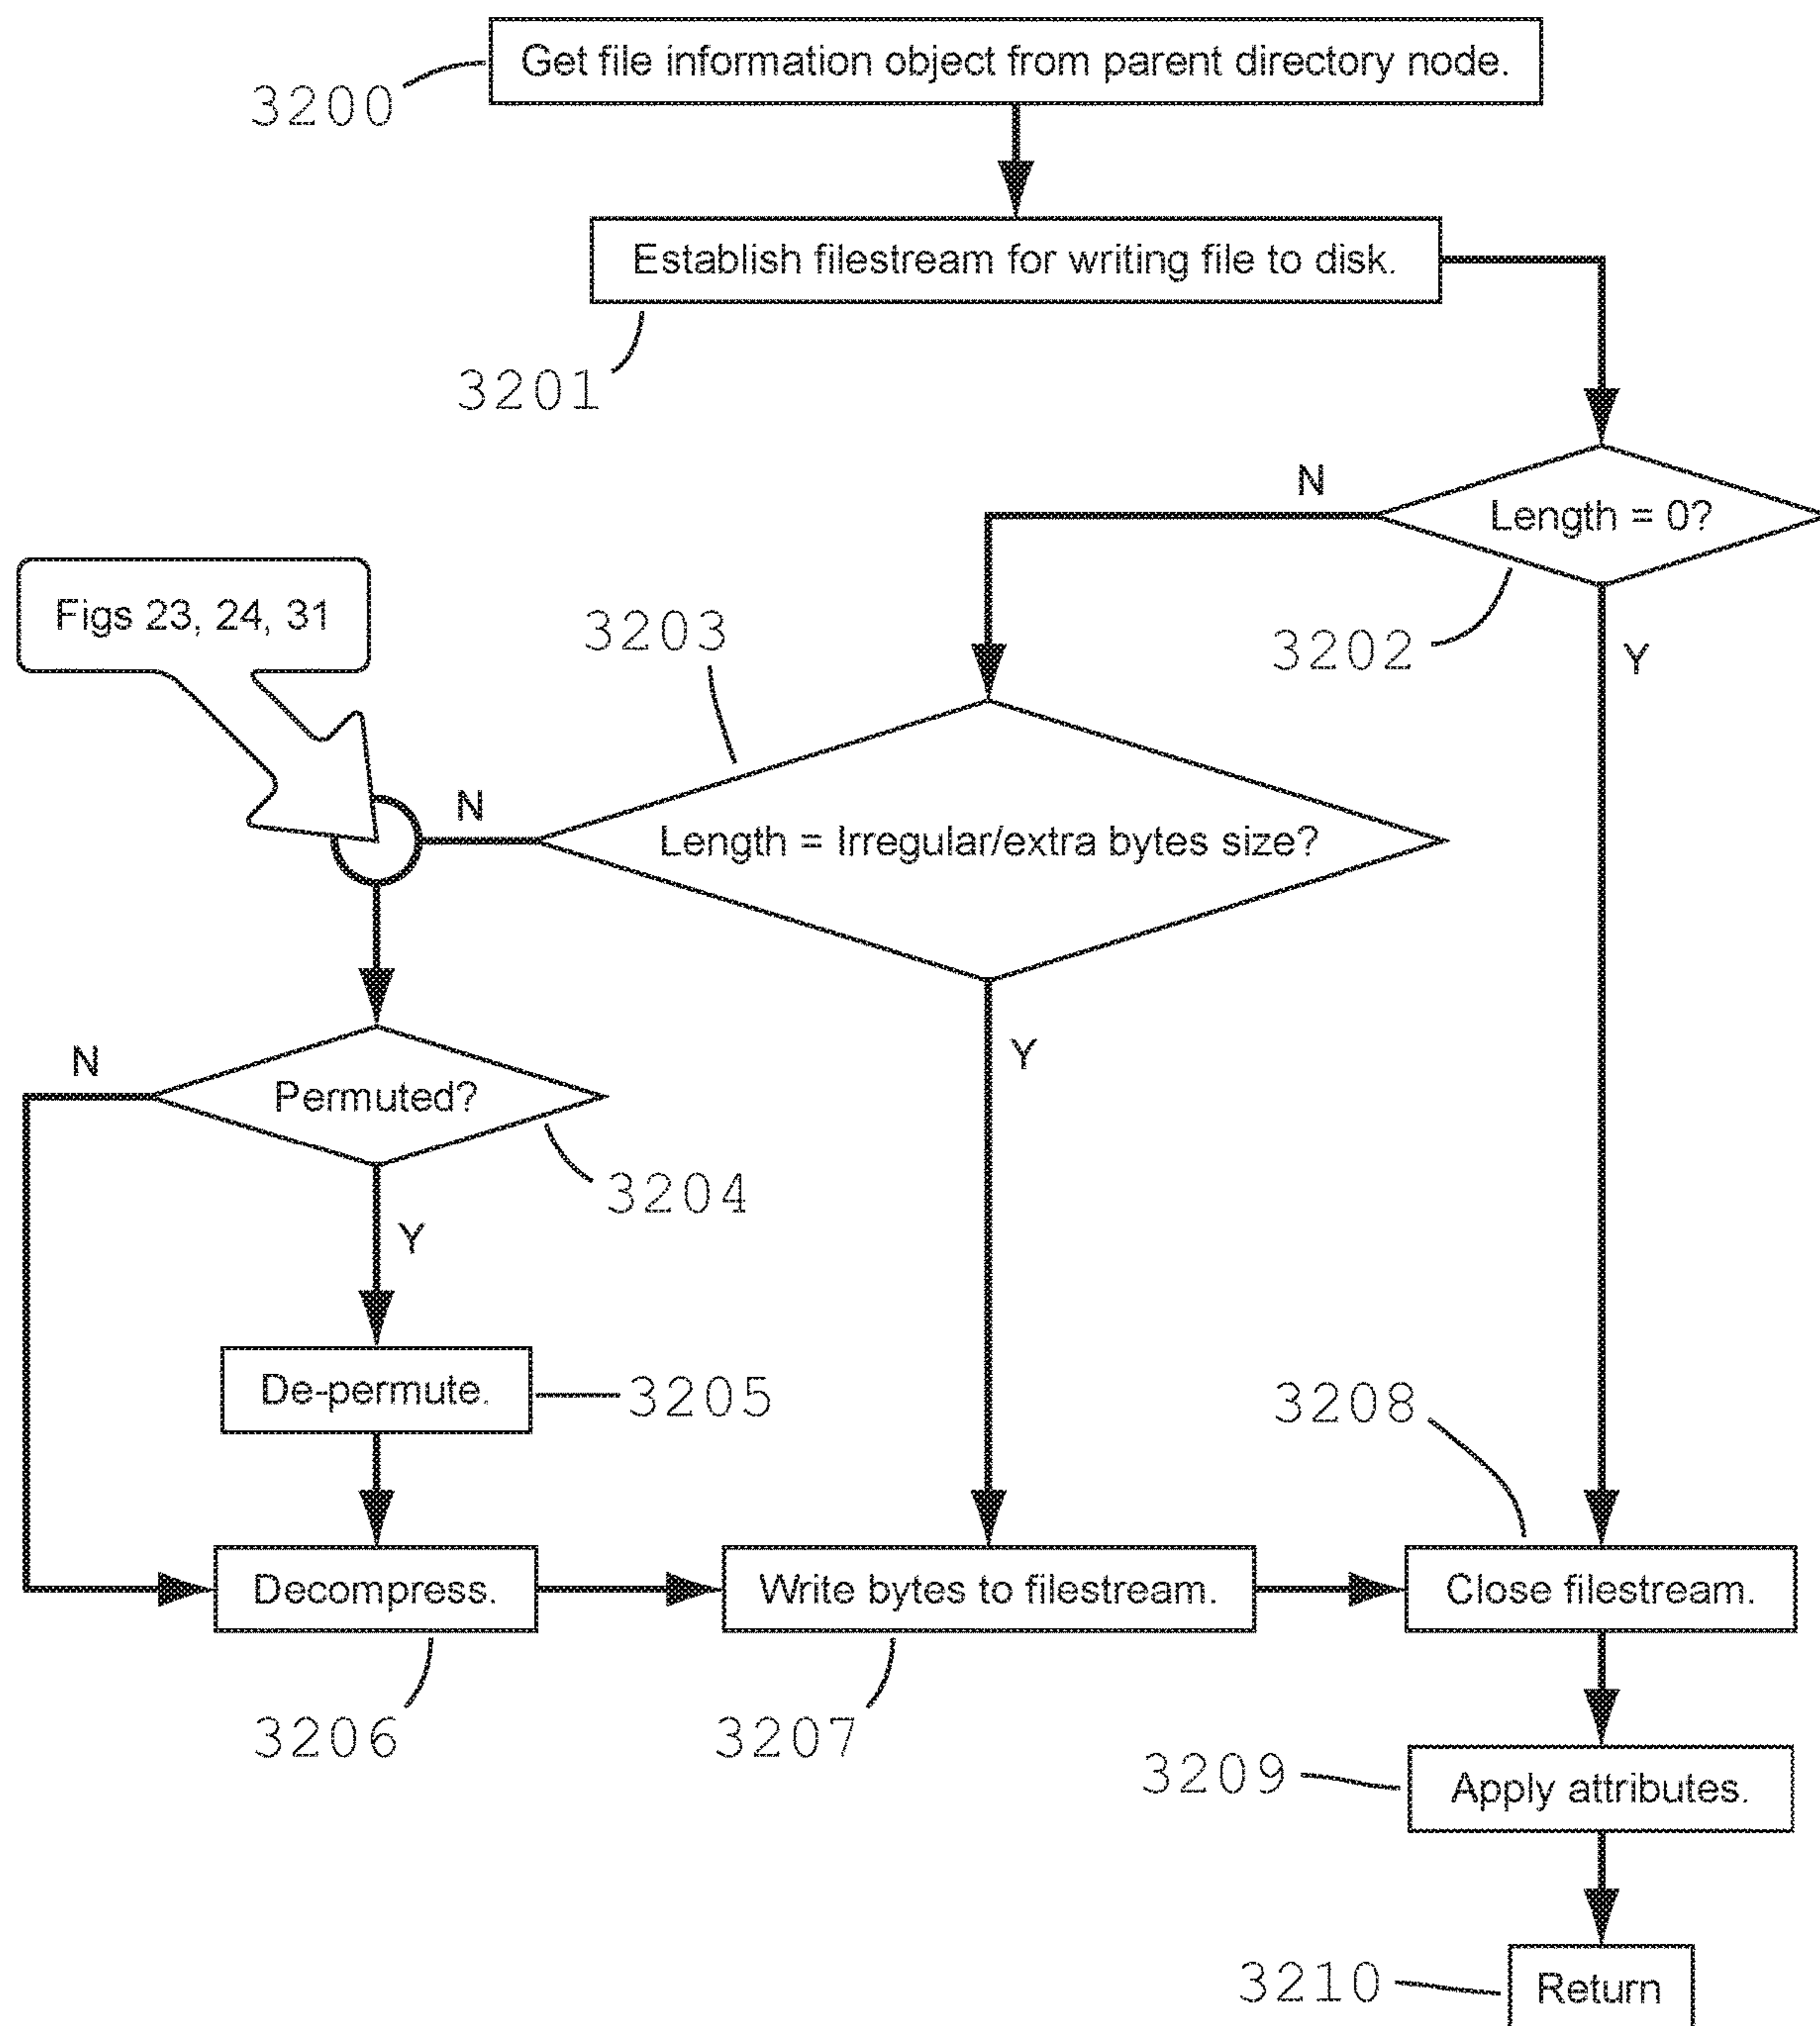 Get file information object from parent directory node.
3200
Establish filestream for writing file to disk.
3201
N
Length = 0?
Figs 23, 24, 31
3203
3202
Y
N
Length = Irregular/extra bytes size?
N
Y
Permuted?
3204
Y
De-permute.
3205
3208
Decompress.
Write bytes to filestream.
Close filestream.
3206
3207
3209
Apply attributes.
3210
Return